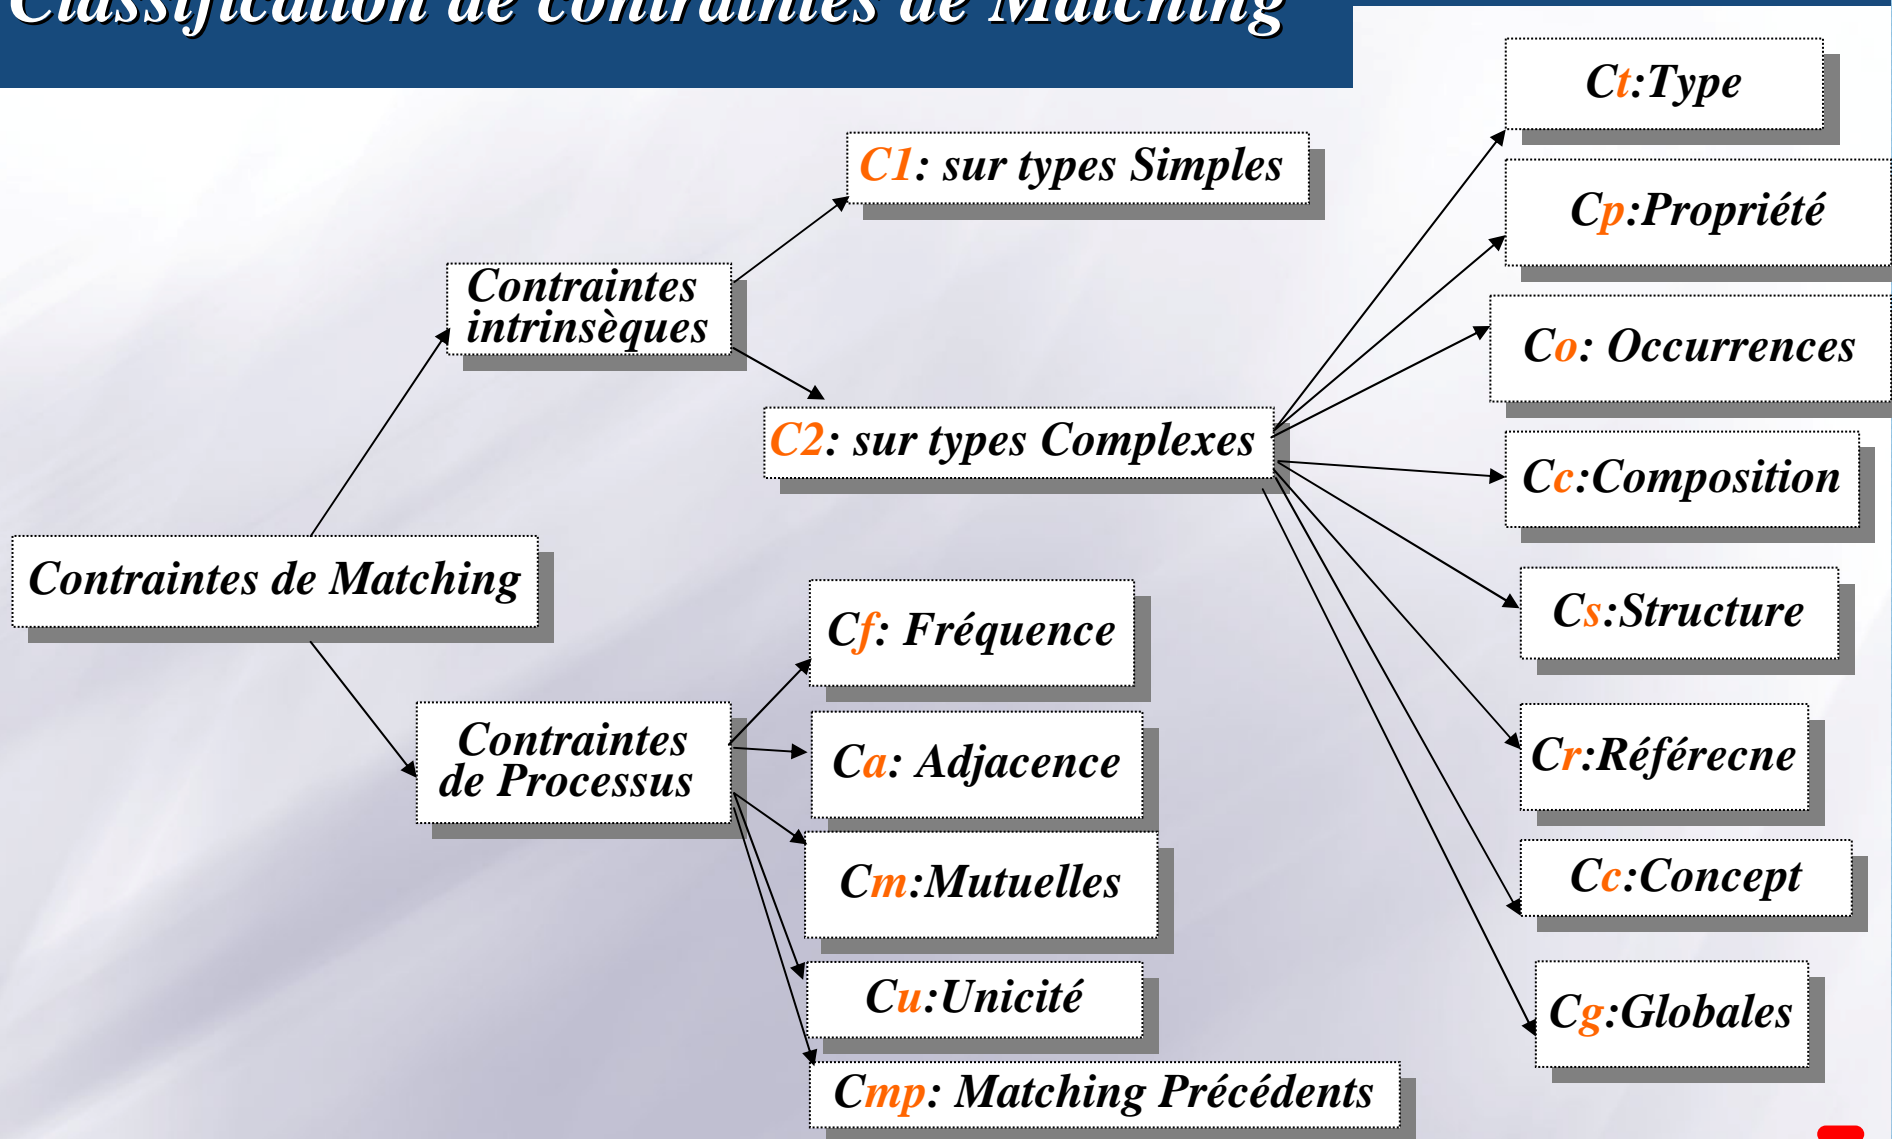 Classification de contraintes de Matching
Ct:Type
C1: sur types Simples
Cp:Propriété
Contraintes
intrinsèques
Co: Occurrences
C2: sur types Complexes
Cc:Composition
Contraintes de Matching
Cs:Structure
Cf: Fréquence
Contraintes
de Processus
Cr:Référecne
Ca: Adjacence
Cm:Mutuelles
Cc:Concept
Cu:Unicité
Cg:Globales
Cmp: Matching Précédents